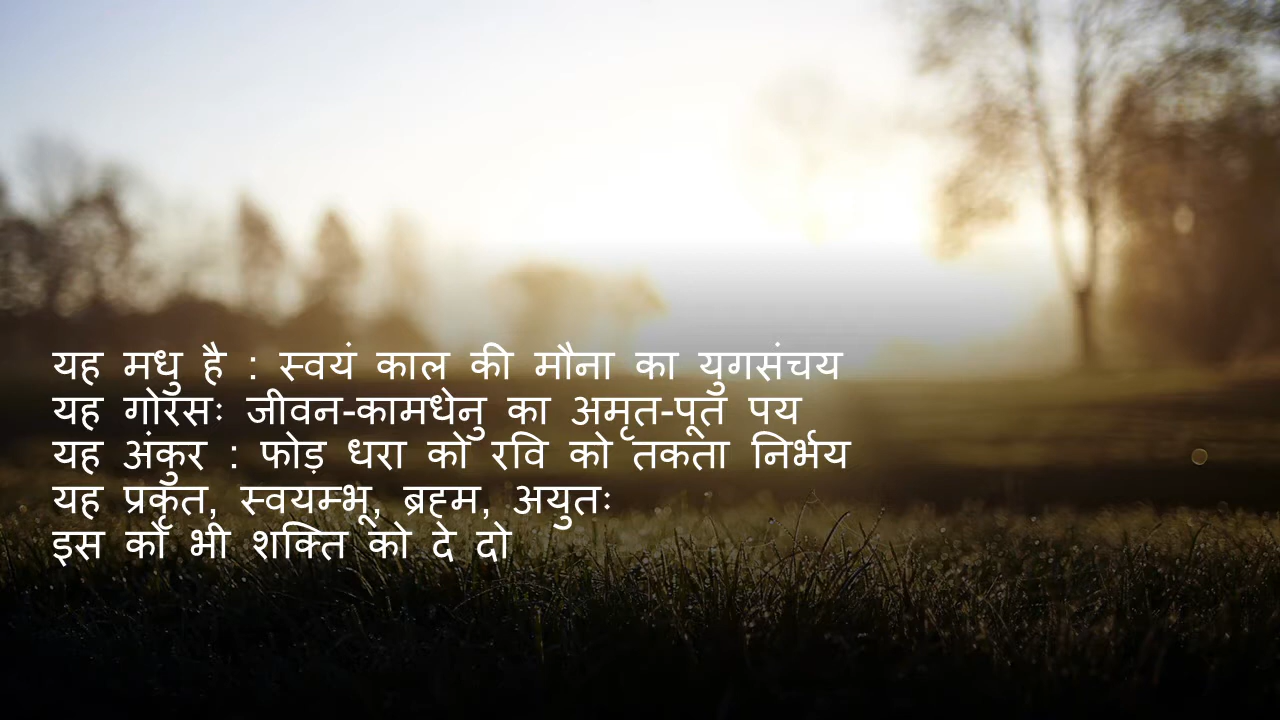 यह मधु है : स्वयं काल की मौना का युगसंचय
यह गोरसः जीवन-कामधेनु का अमृत-पूत पय
यह अंकुर : फोड़ धरा को रवि को तकता निर्भय
यह प्रकृत, स्वयम्भू, ब्रह्म, अयुतः
इस को भी शक्ति को दे दो